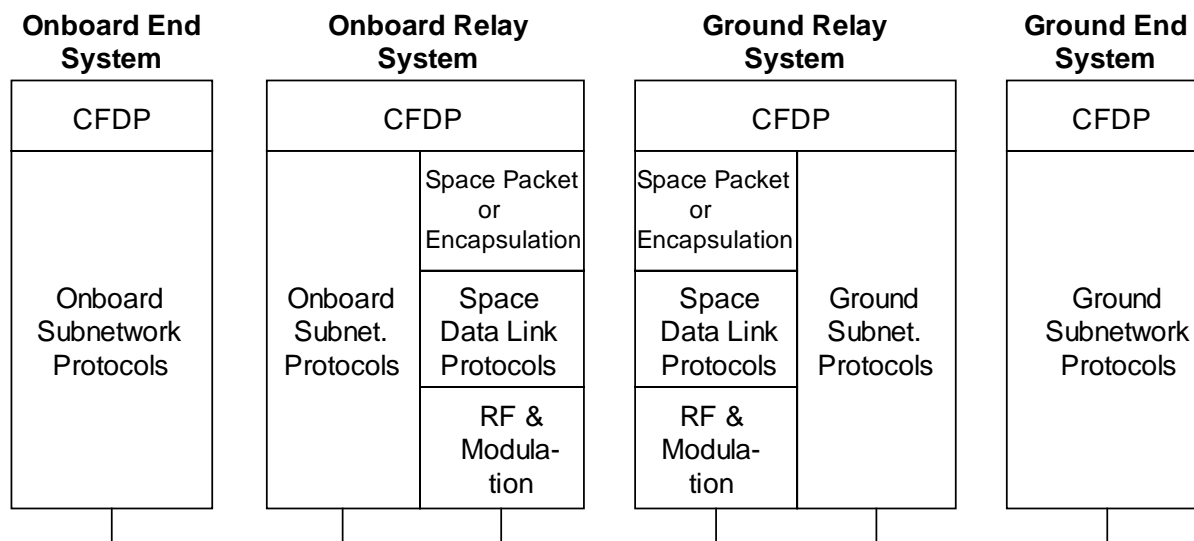 Onboard End
System
Onboard Relay
System
Ground Relay
System
Ground End
System
CFDP
CFDP
CFDP
CFDP
Onboard
Subnetwork
Protocols
Onboard
Subnet.
Protocols
Space Packet
or
Encapsulation
Space
Data Link
Protocols
RF &
Modula-
tion
Space Packet
or
Encapsulation
Space
Data Link
Protocols
RF &
Modula-
tion
Ground
Subnet.
Protocols
Ground
Subnetwork
Protocols